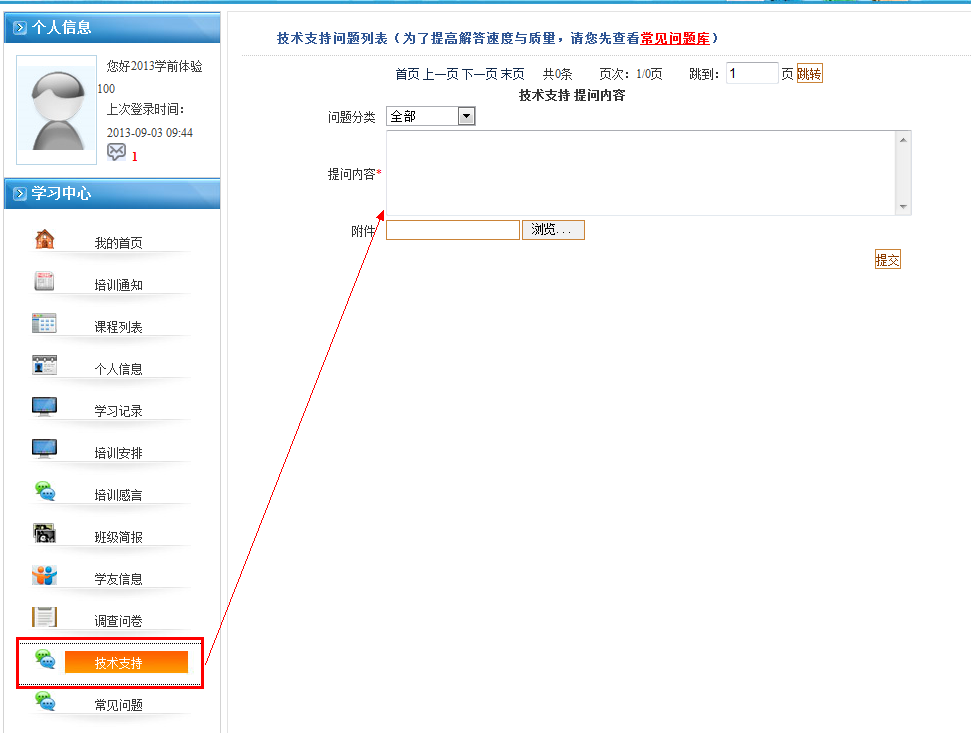 个人信息
您好2013学前体验
100
上次登录时间：
2013-09-03 09:44
1
学习中心
我的首页
培训通知
课程列表
个人信息
学习记录
培训安排
培训感言
班级简报
学友信息
调查问卷
技术支持
常见问题
技术支持问题列表（为了提高解答速度与质量，请您先查看常见问题库）
首页 上一页 下一页 末页 共0条 页次：1/0页 跳到： 1 页 跳转
技术支持 提问内容
问题分类 全部
提问内容*
附件 浏览...
提交